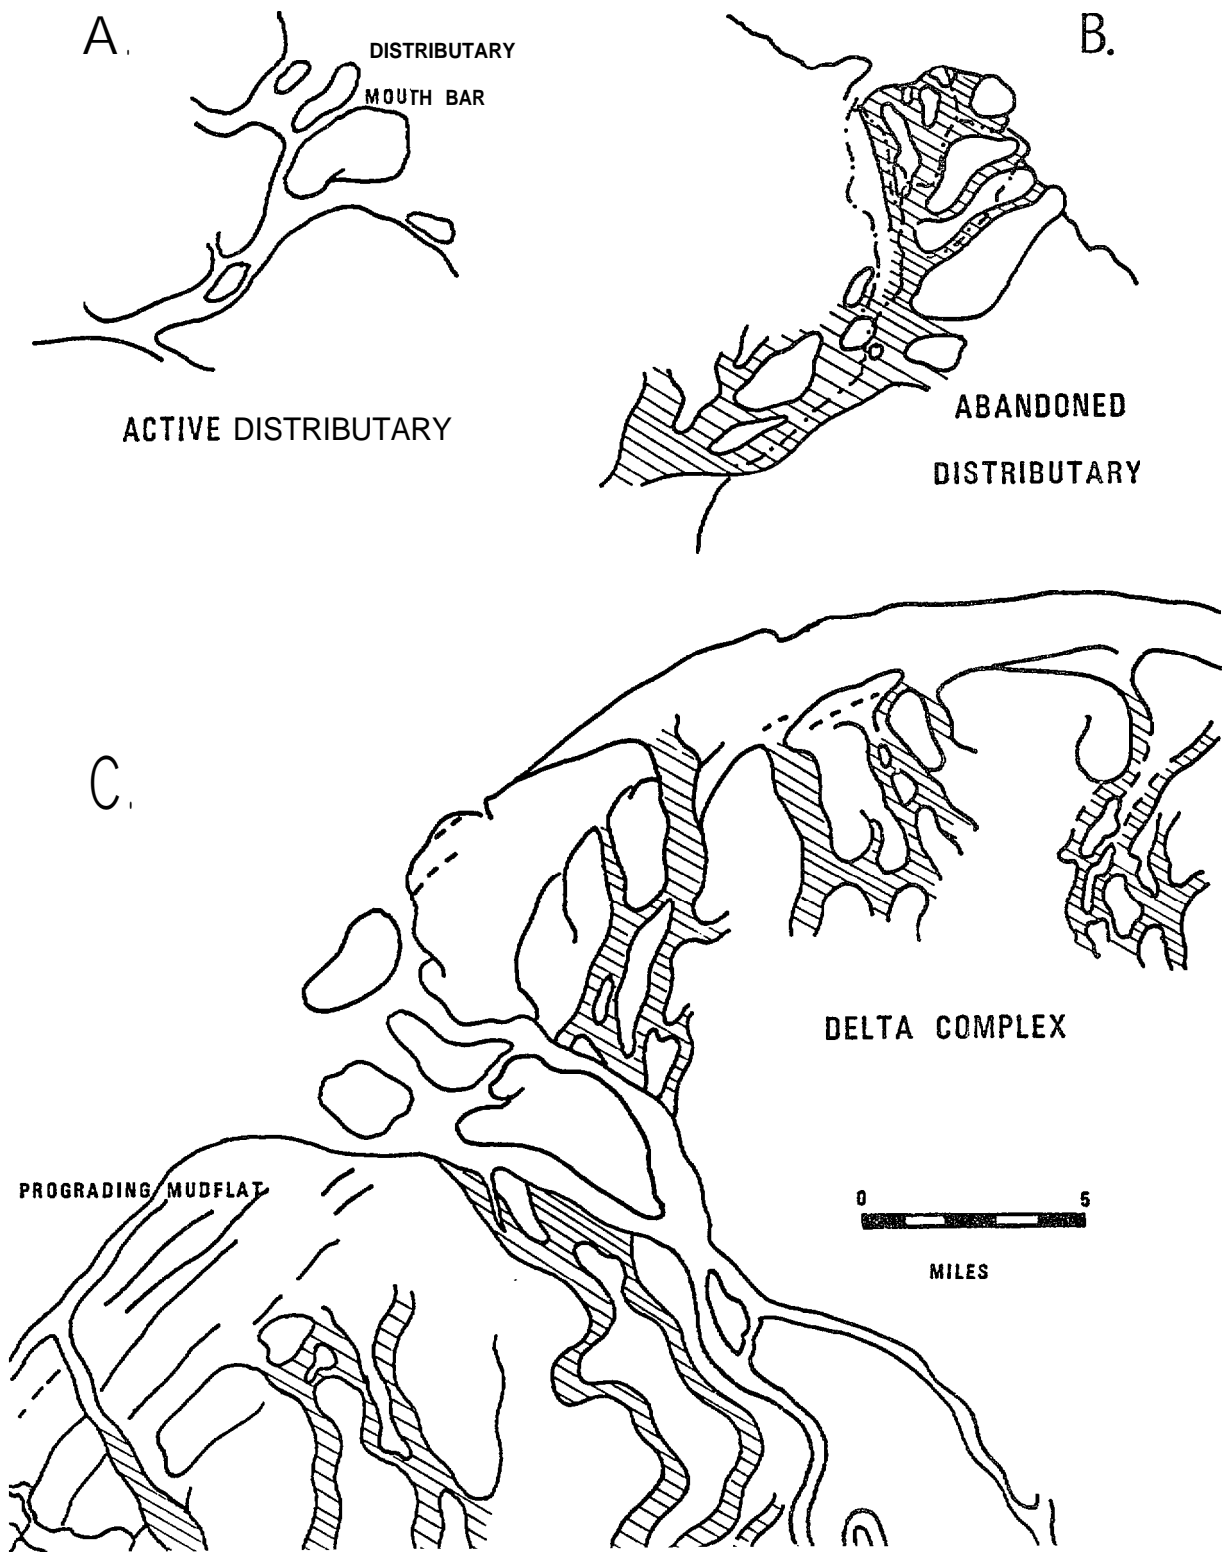 A.
DISTRIBUTARY
MOUTH BAR
ACTIVE DISTRIBUTARY
B.
ABANDONED
DISTRIBUTARY
C.
DELTA COMPLEX
PROGRADING MUDFLAT
0 5
MILES